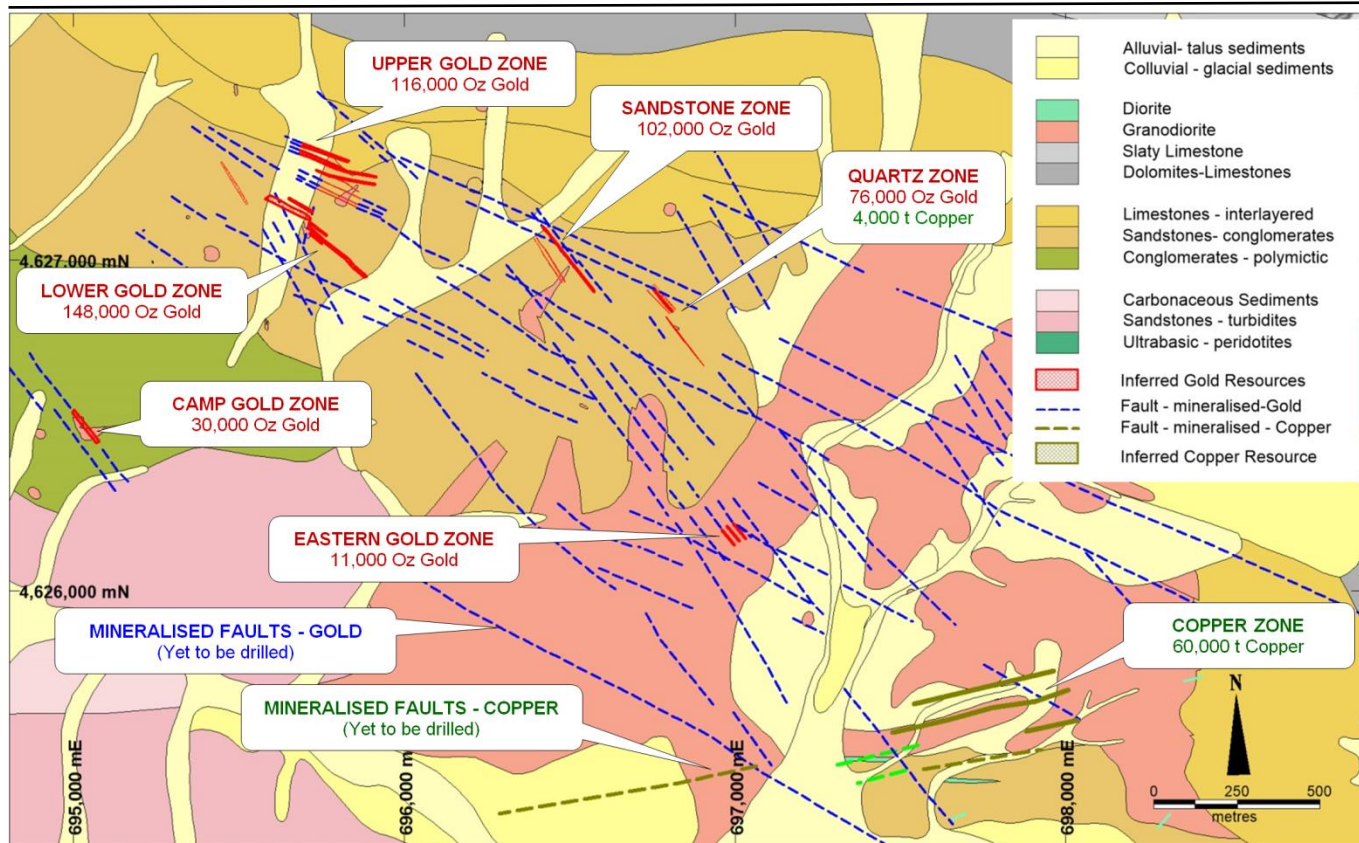 UPPER GOLD ZONE
116,000 Oz Gold
SANDSTONE ZONE
102,000 Oz Gold
QUARTZ ZONE
76,000 Oz Gold
4,000 t Copper
4.627.000 mN
LOWER GOLD ZONE
148,000 Oz Gold
CAMP GOLD ZONE
30,000 Oz Gold
EASTERN GOLD ZONE
11,000 Oz Gold
4,626,000 mN
MINERALISED FAULTS - GOLD
(Yet to be drilled)
COPPER ZONE
60,000 t Copper
MINERALISED FAULTS - COPPER
(Yet to be drilled)
695,000 mE
696,000 m
697,000 mE
698,000 mE
Alluvial- talus sediments
Colluvial - glacial sediments
Diorite
Granodiorite
Slaty Limestone
Dolomites-Limestones
Limestones - interlayered
Sandstones- conglomerates
Conglomerates - polymictic
Carbonaceous Sediments
Sandstones - turbidites
Ultrabasic - peridotites
Inferred Gold Resources
Fault - mineralised-Gold
Fault - mineralised - Copper
Inferred Copper Resource
N
0 250 500
metres